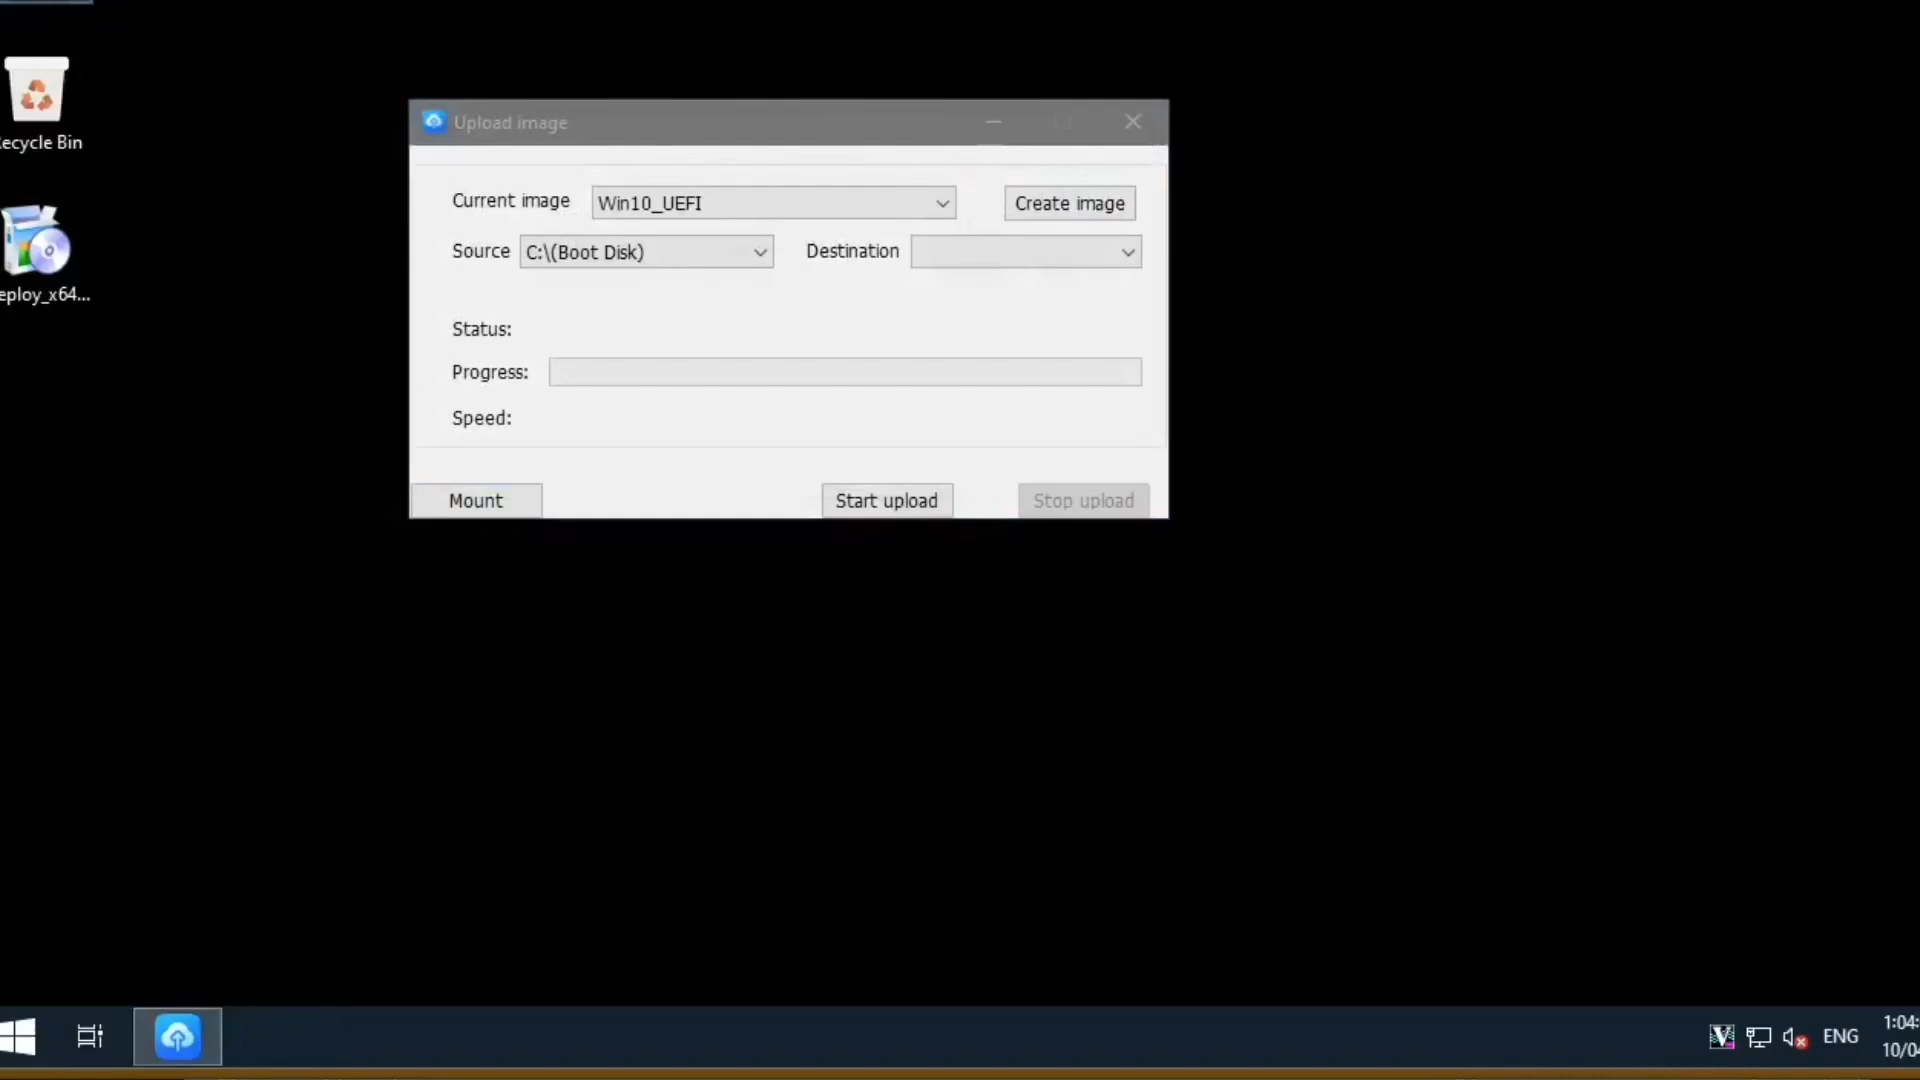 ecycle Bin
eploy_x64...
Upload image
Current image Win10_UEFI Create image
Source C:\(Boot Disk) Destination
Status:
Progress:
Speed:
Mount Start upload Stop upload
ENG
1:04:
10/04